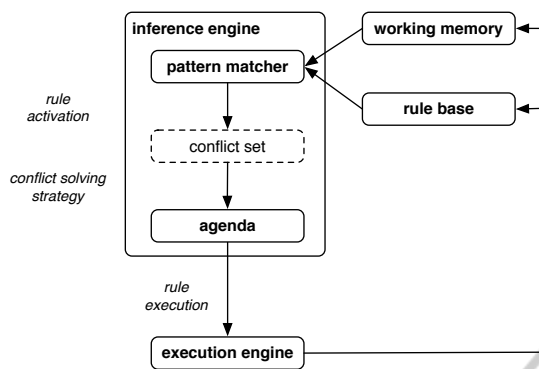 inference engine
working memory
pattern matcher
rule
activation
rule base
conflict set
conflict solving
strategy
agenda
rule
execution
execution engine